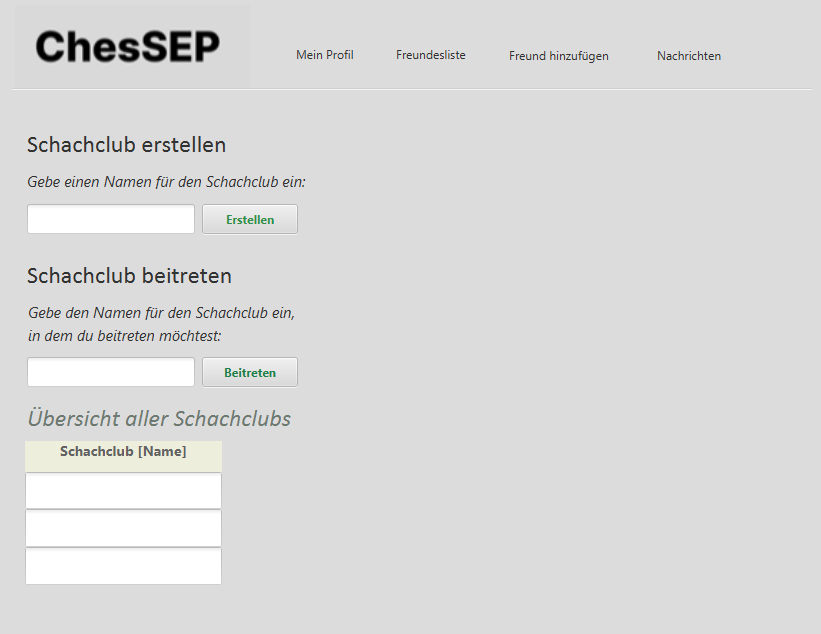 ChesSEP
Mein Profil Freundesliste Freund hinzufügen Nachrichten
Schachclub erstellen
Gebe einen Namen für den Schachclub ein:
Erstellen
Schachclub beitreten
Gebe den Namen für den Schachclub ein,
in dem du beitreten möchtest:
Beitreten
Übersicht aller Schachclubs
Schachclub [Name]